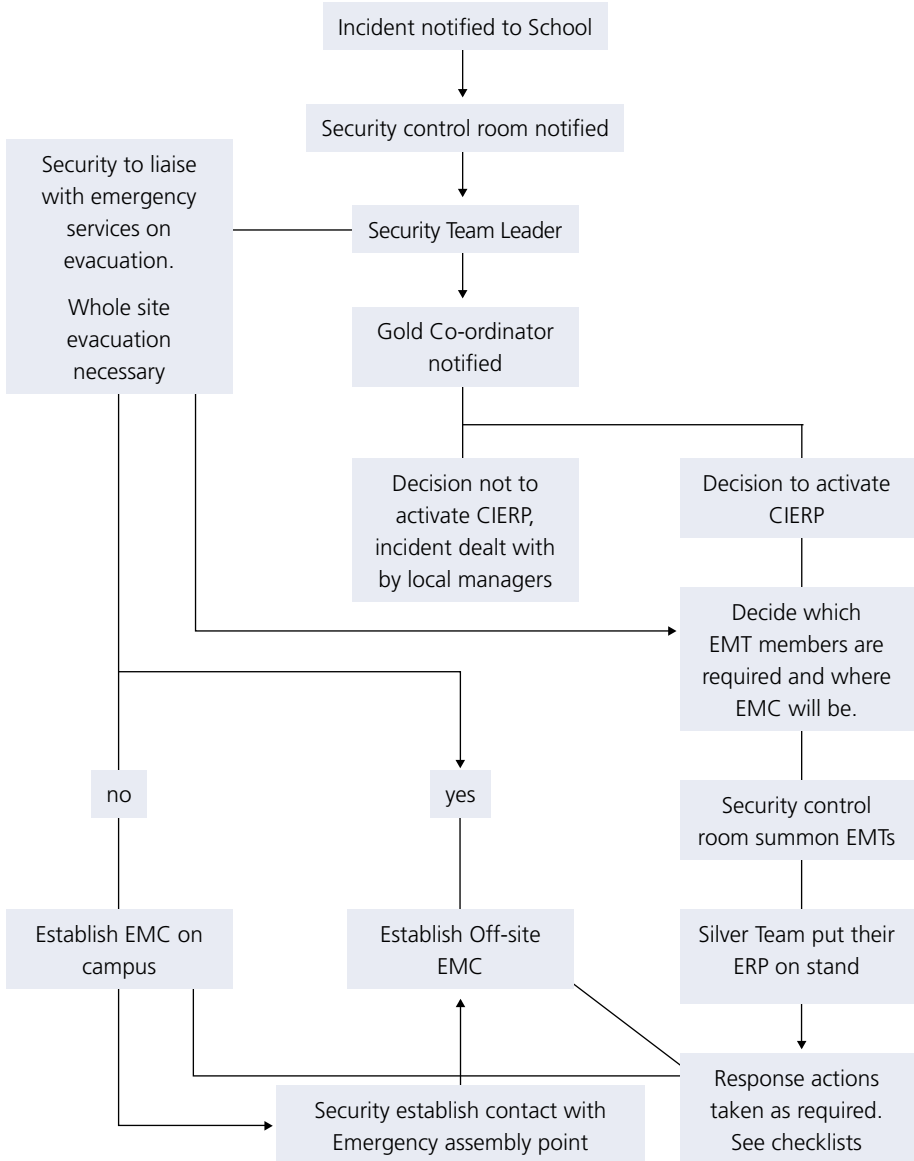 Incident notified to School
Security control room notified
Security to liaise
with emergency
services on
evacuation.
Whole site
evacuation
necessary
Security Team Leader
Gold Co-ordinator
notified
Decision not to
activate CIERP,
incident dealt with
by local managers
Decision to activate
CIERP
Decide which
EMT members are
required and where
EMC will be.
no
yes
Security control
room summon EMTs
Establish EMC on
campus
Establish Off-site
EMC
Silver Team put their
ERP on stand
Security establish contact with
Emergency assembly point
Response actions
taken as required.
See checklists